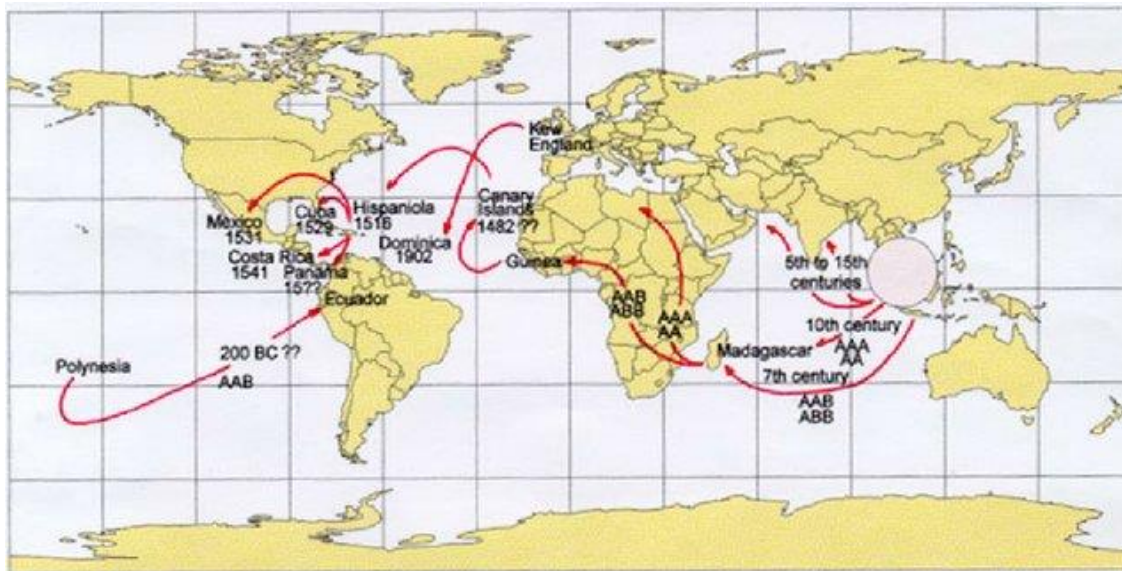 Kew
England
Canary
Islands
1482 ??
Hispaniola
1516
Cuba
1529
Mexico
1531
Dominica
1902
Costa Rica
1541
Panama
15??
Guinea
Ecuador
5th to 15th
centuries
AAB
ABB
AAA
AA
10th century
AAA
AA
Madagascar
7th century
AAB
ABB
200 BC ??
AAB
Polynesia